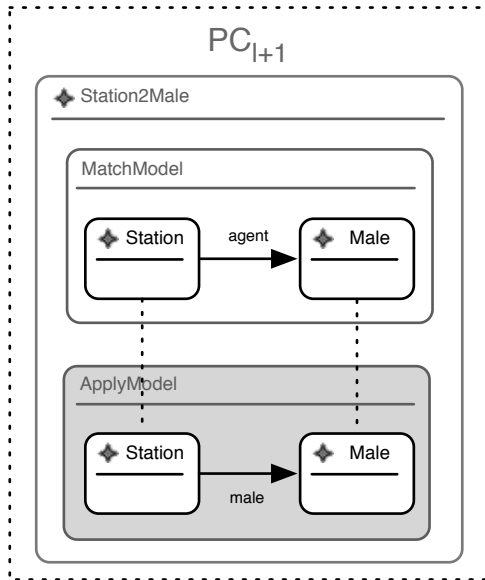 PC_{l+1}
Station2Male
MatchModel
Station agent Male
ApplyModel
Station Male
male